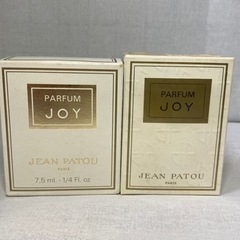 PARFUM
JOY
JEAN PATOU
PARIS
7.5 ml. - 1/4 Fl. oz
PARFUM
JOY
JEAN PATOU
PARIS